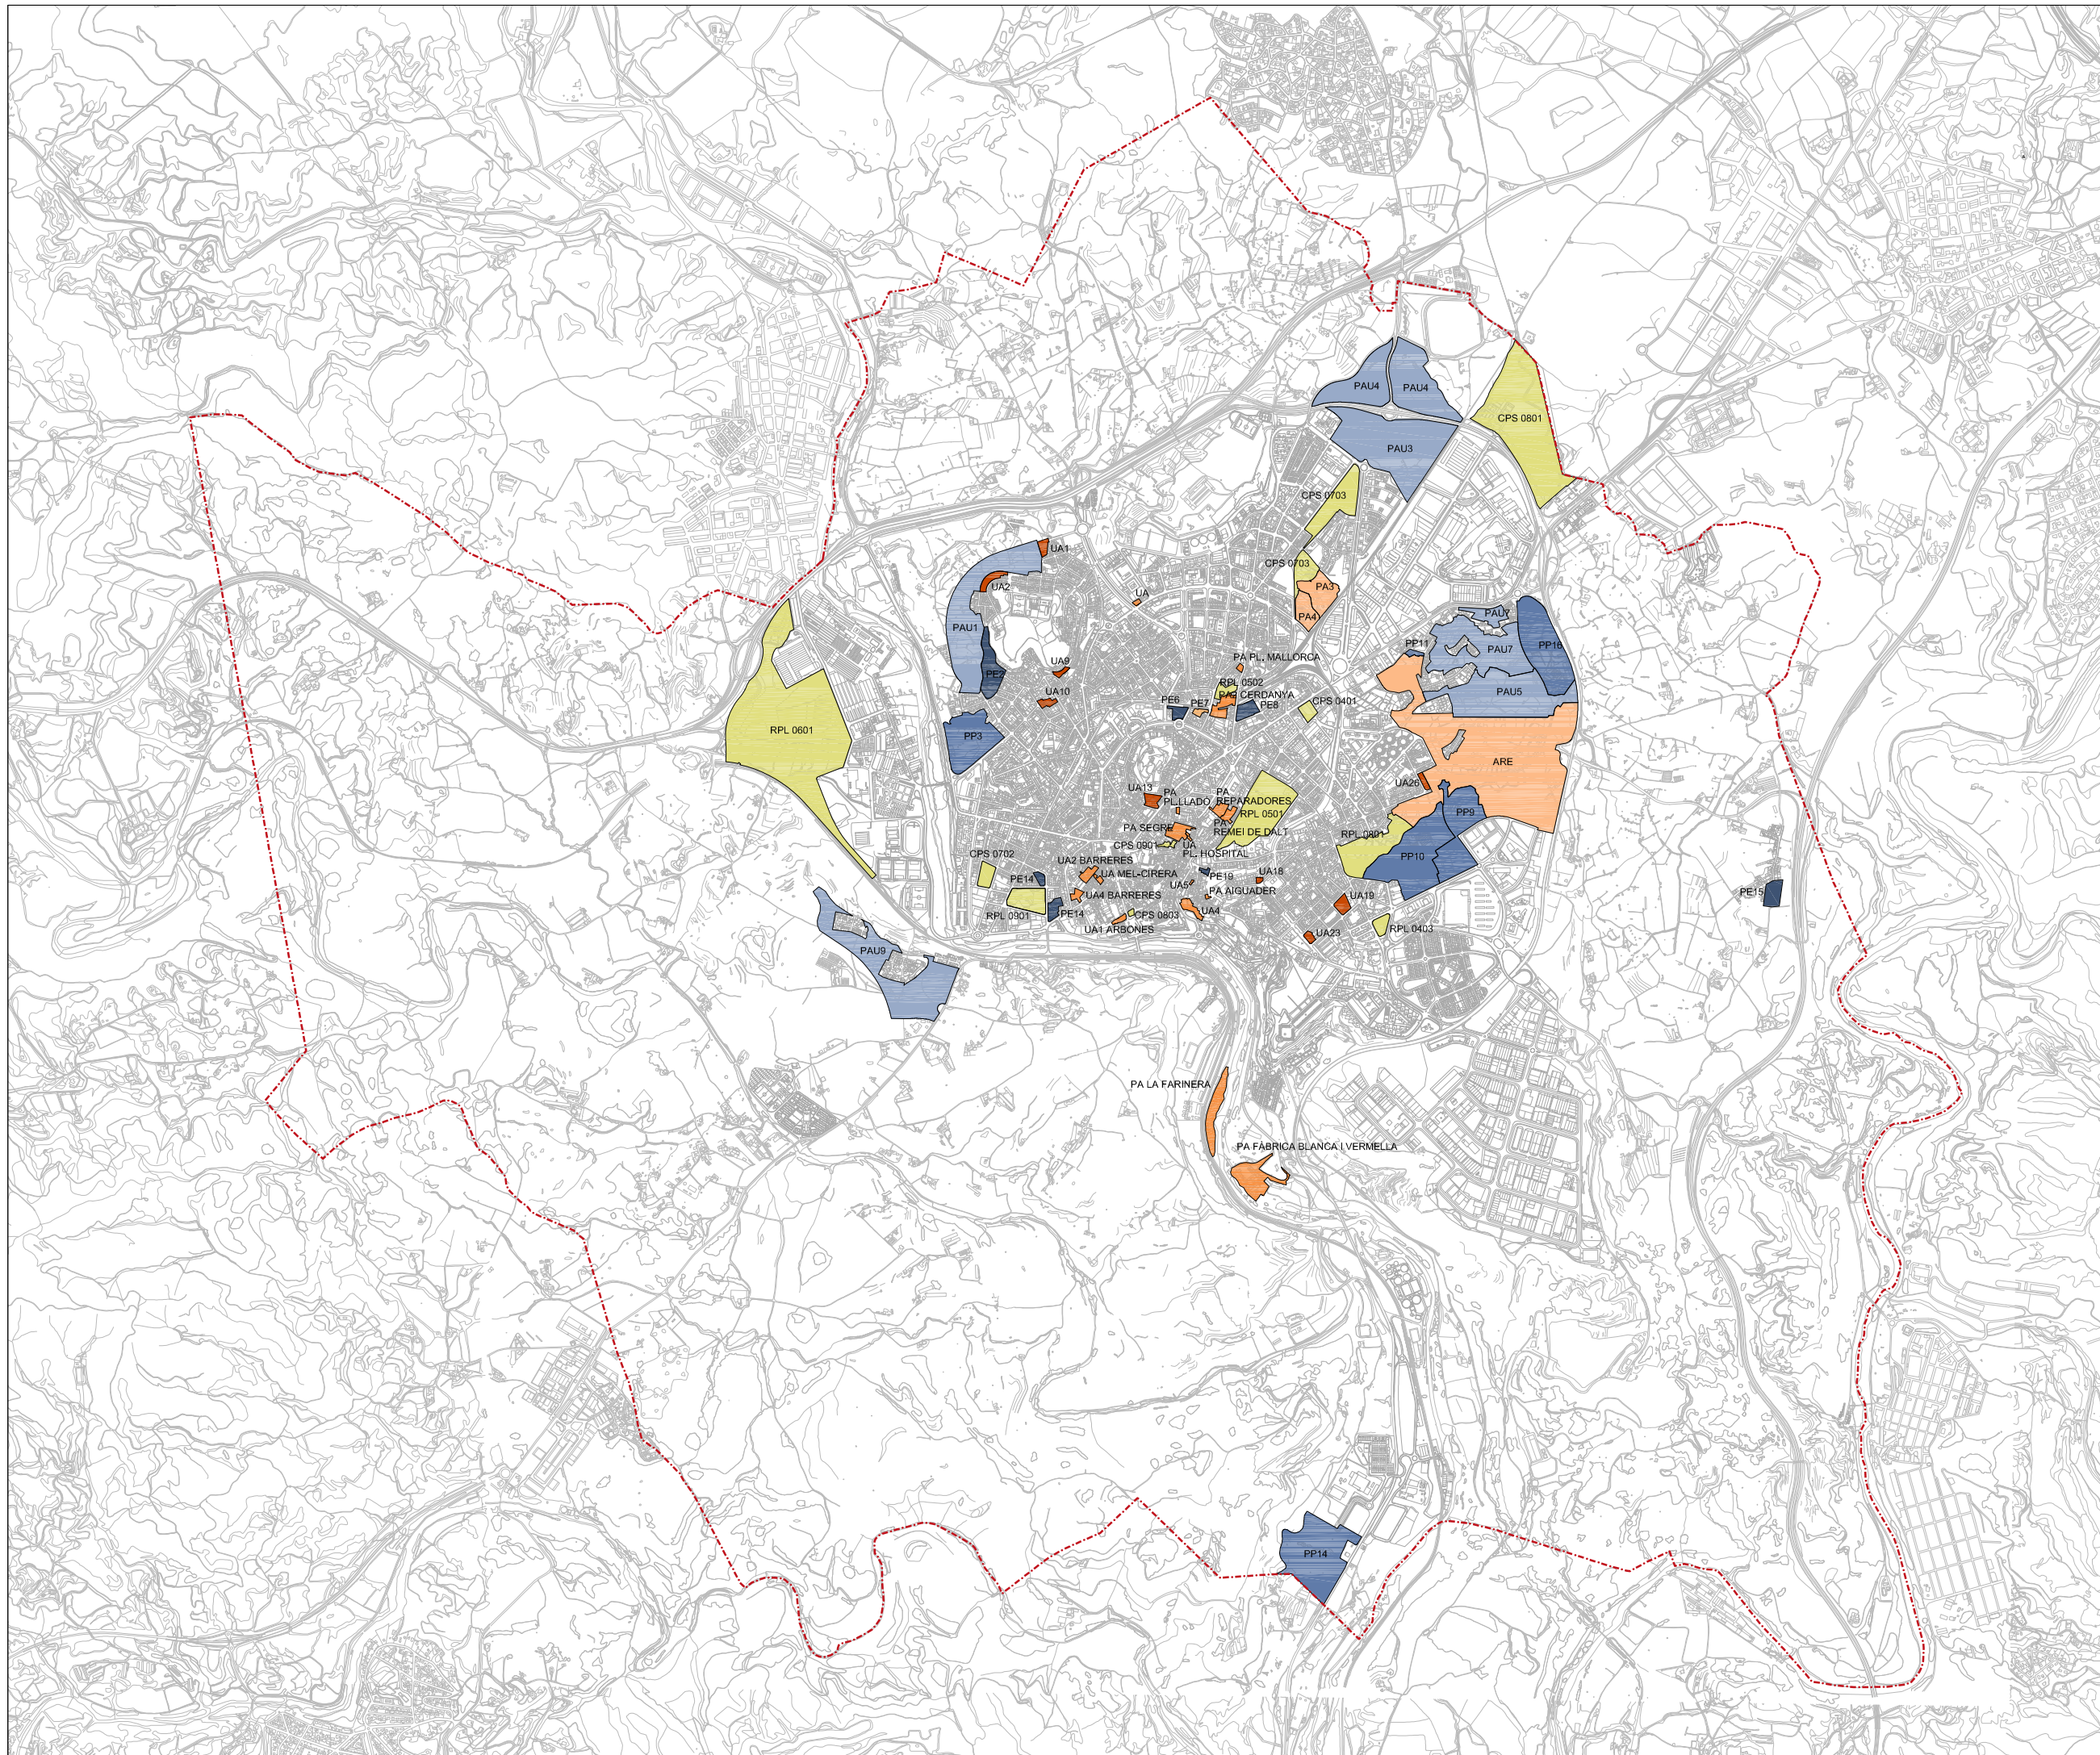 PAU4
PAU4
CPS 0801
PAU3
CPS 0703
UA1
CPS 0703
UA2
PA3
UA
PA4
PAU7
PAU1
PP11
PP16
PAU7
PA PL. MALLORCA
UA9
PE2
RPL 0502
UA10
PA2 CERDANYA
PAU5
CPS 0401
PE7
PE8
PE6
RPL 0601
PP3
ARE
UA26
UA13
PA
PL.LLADO
PA
REPARADORES
RPL 0501
PP9
PA
REMEI DE DALT
PA SEGRE
RPL 0801
CPS 0901
UA
PL. HOSPITAL
CPS 0702
PP10
UA2 BARRERES
UA MEL-CIRERA
PE19
UA18
PE14
UA5
PA AIGUADER
PE15
UA4 BARRERES
UA19
UA4
PE14
CPS 0803
RPL 0901
UA1 ARBONES
RPL 0403
UA23
PAU9
PA LA FARINERA
PA FÀBRICA BLANCA I VERMELLA
PP14